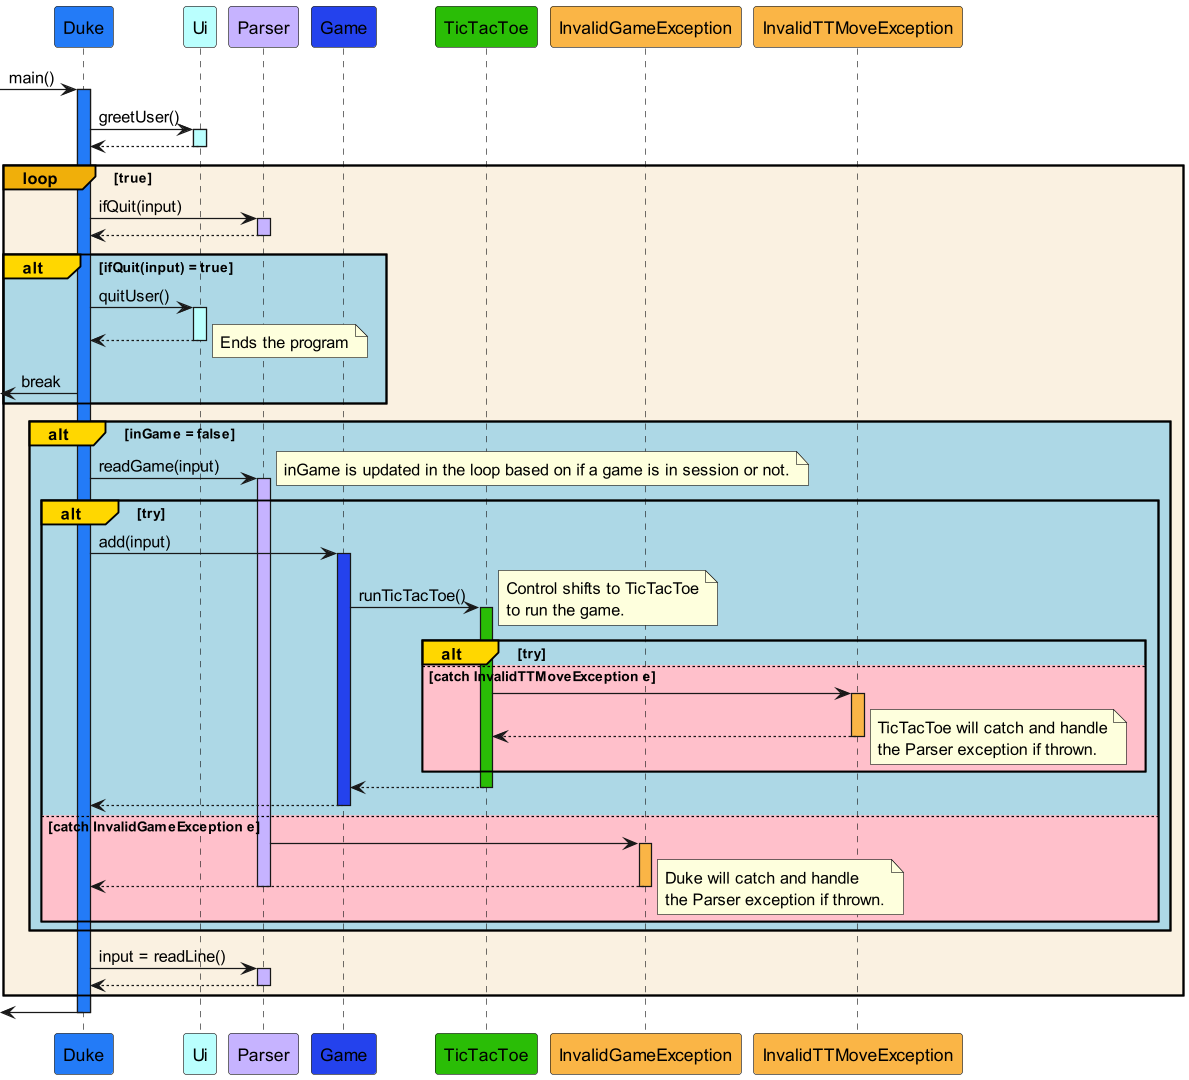 Duke
Ui
Parser
Game
TicTacToe
InvalidGameException
InvalidTTMoveException
main()
greetUser()
loop
[true]
ifQuit(input)
alt
[ifQuit(input) = true]
quitUser()
Ends the program
break
alt
[inGame = false]
readGame(input)
inGame is updated in the loop based on if a game is in session or not.
alt
[try]
add(input)
runTicTacToe()
Control shifts to TicTacToe
to run the game.
alt
[try]
[catch InvalidTTMoveException e]
TicTacToe will catch and handle
the Parser exception if thrown.
[catch InvalidGameException e]
Duke will catch and handle
the Parser exception if thrown.
input = readLine()
Duke
Ui
Parser
Game
TicTacToe
InvalidGameException
InvalidTTMoveException